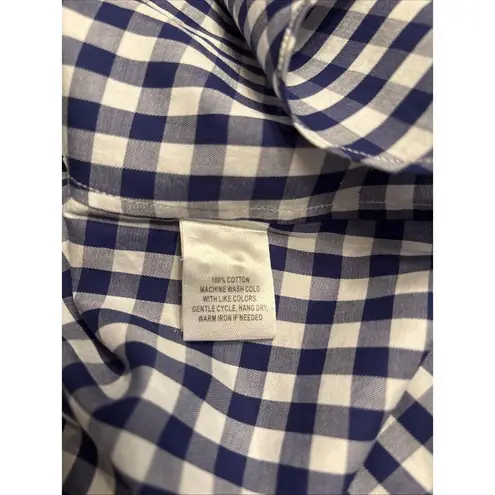 100% COTTON
MACHINE WASH COLD
WITH LIKE COLORS
GENTLE CYCLE, HANG DRY,
WARM IRON IF NEEDED